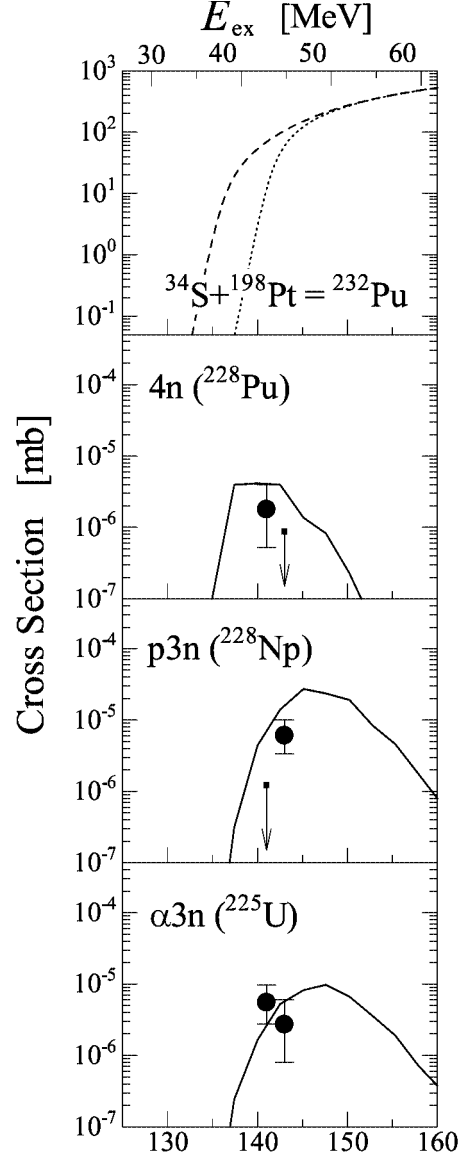 E_ex [MeV]
30 40 50 60
10^3
10^2
10^1
10^0
10^-1
^34S+^198Pt = ^232Pu
Cross Section [mb]
4n (^228Pu)
10^-4
10^-5
10^-6
10^-7
p3n (^228Np)
10^-4
10^-5
10^-6
10^-7
α3n (^225U)
10^-4
10^-5
10^-6
10^-7
130 140 150 160